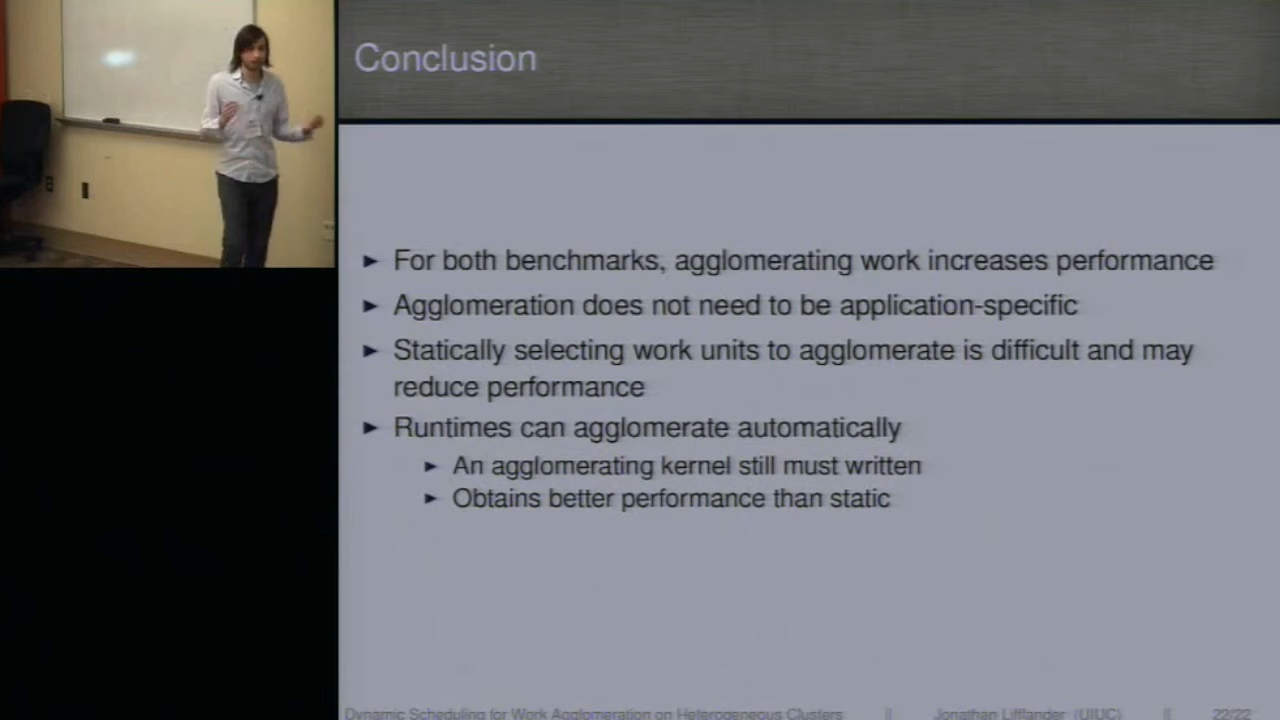 Conclusion
► For both benchmarks, agglomerating work increases performance
► Agglomeration does not need to be application-specific
► Statically selecting work units to agglomerate is difficult and may
reduce performance
► Runtimes can agglomerate automatically
► An agglomerating kernel still must written
► Obtains better performance than static
Dynamic Scheduling for Work Agglomeration on Heterogeneous Clusters || Jonathan Lifflander (UIUC) || 22/22